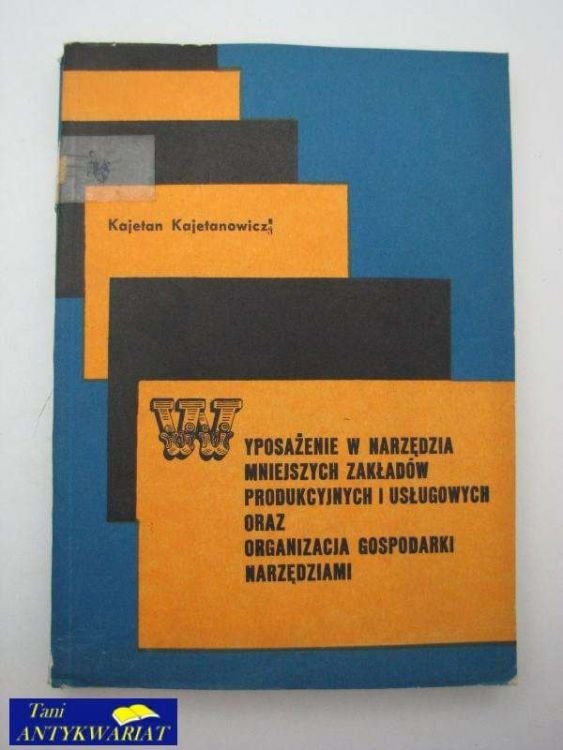 Kajetan Kajetanowicz
WYPOSAŻENIE W NARZĘDZIA
MNIEJSZYCH ZAKŁADÓW
PRODUKCYJNYCH I USŁUGOWYCH
ORAZ
ORGANIZACJA GOSPODARKI
NARZĘDZIAMI
Tani
ANTYKWARIAT